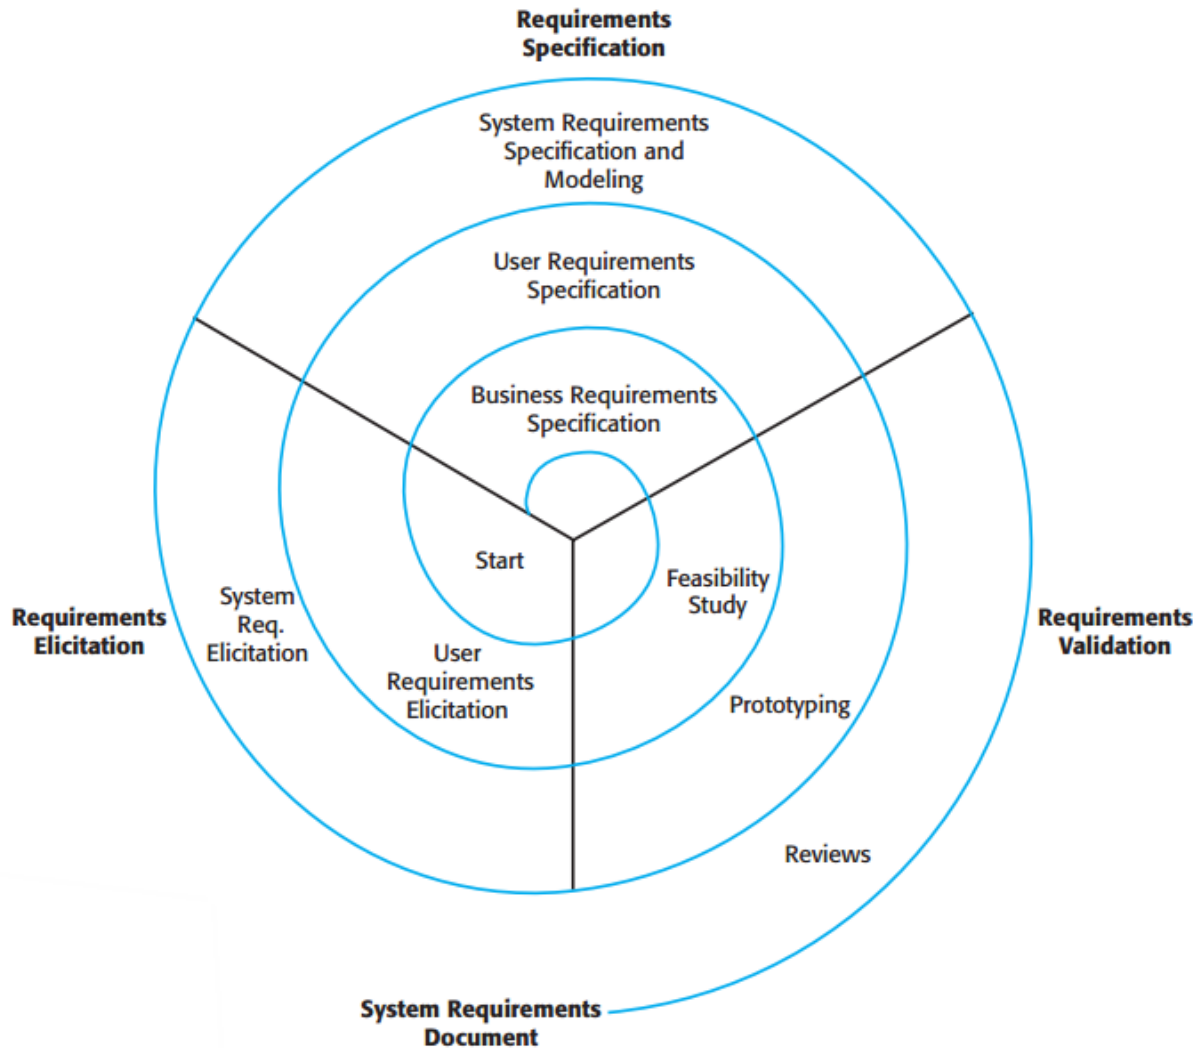 Requirements
Specification
System Requirements
Specification and
Modeling
User Requirements
Specification
Business Requirements
Specification
Start
Feasibility
Study
System
Req.
Elicitation
Requirements
Elicitation
User
Requirements
Elicitation
Requirements
Validation
Prototyping
Reviews
System Requirements
Document